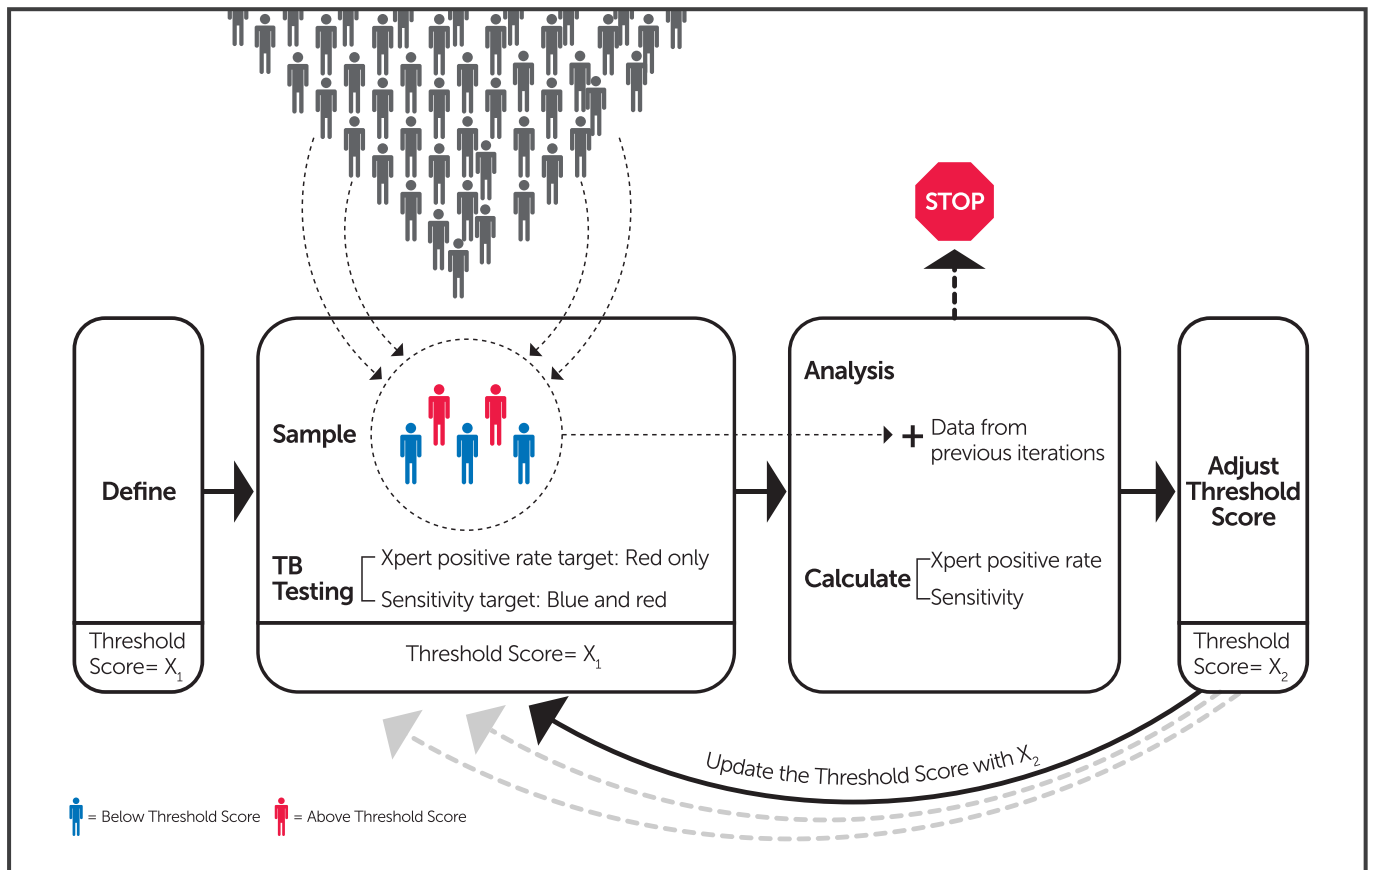 STOP
Define
Threshold
Score= X₁
Sample
TB
Testing
Xpert positive rate target: Red only
Sensitivity target: Blue and red
Threshold Score= X₁
Analysis
+ Data from
previous iterations
Calculate
Xpert positive rate
Sensitivity
Adjust
Threshold
Score
Threshold
Score= X₂
Update the Threshold Score with X₂
= Below Threshold Score
= Above Threshold Score